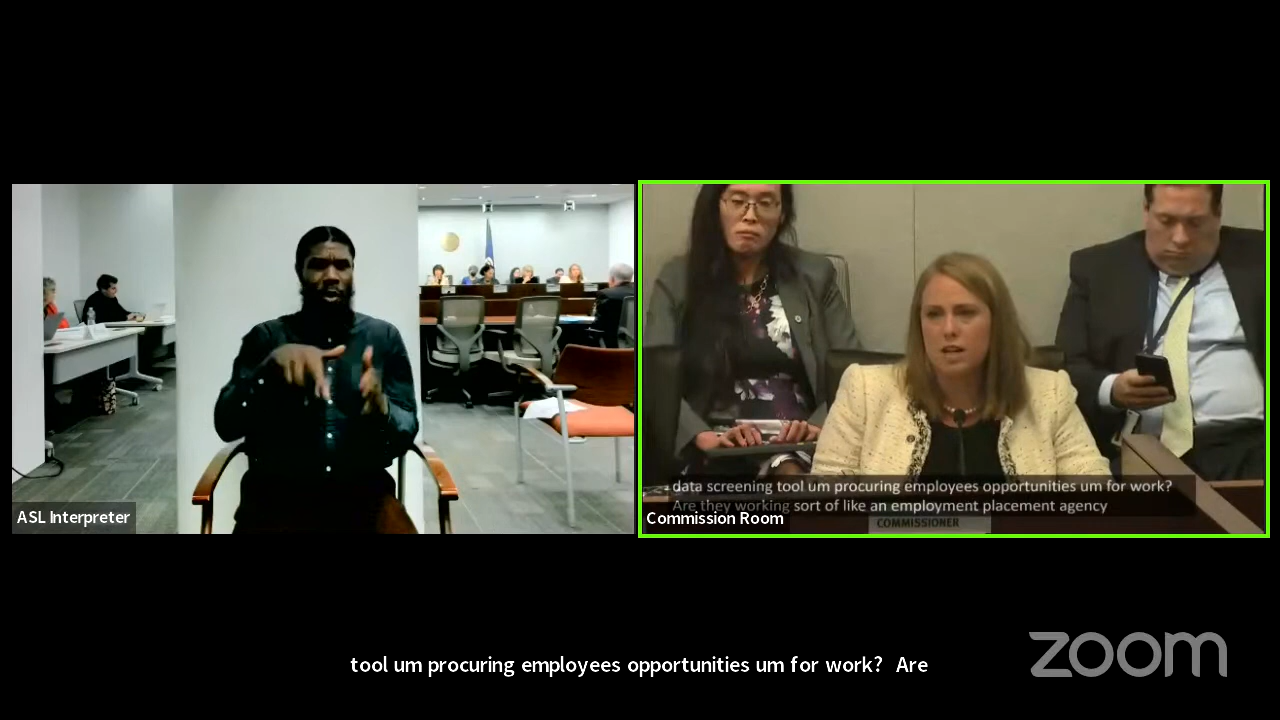 data screening tool um procuring employees opportunities um for work?
Are they working sort of like an employment placement agency
ASL Interpreter
Commission Room
COMMISSIONER
tool um procuring employees opportunities um for work? Are
zoom